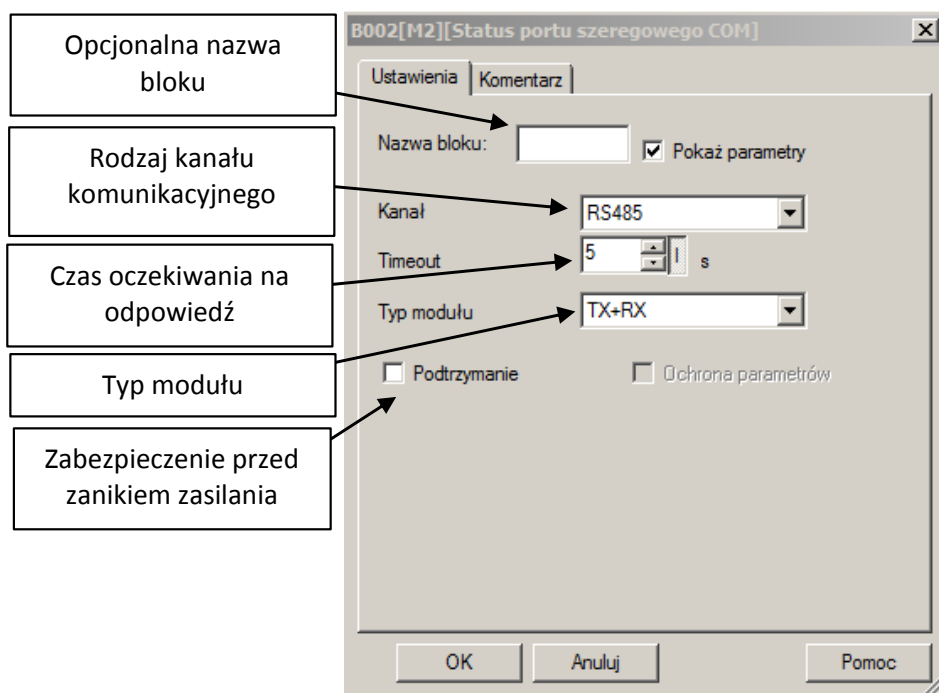 Opcjonalna nazwa
bloku
Rodzaj kanału
komunikacyjnego
Czas oczekiwania na
odpowiedź
Typ modułu
Zabezpieczenie przed
zanikiem zasilania
B002[M2][Status portu szeregowego COM]
Ustawienia Komentarz
Nazwa bloku: Pokaż parametry
Kanał RS485
Timeout 5 I s
Typ modułu TX+RX
Podtrzymanie Ochrona parametrów
OK Anuluj Pomoc